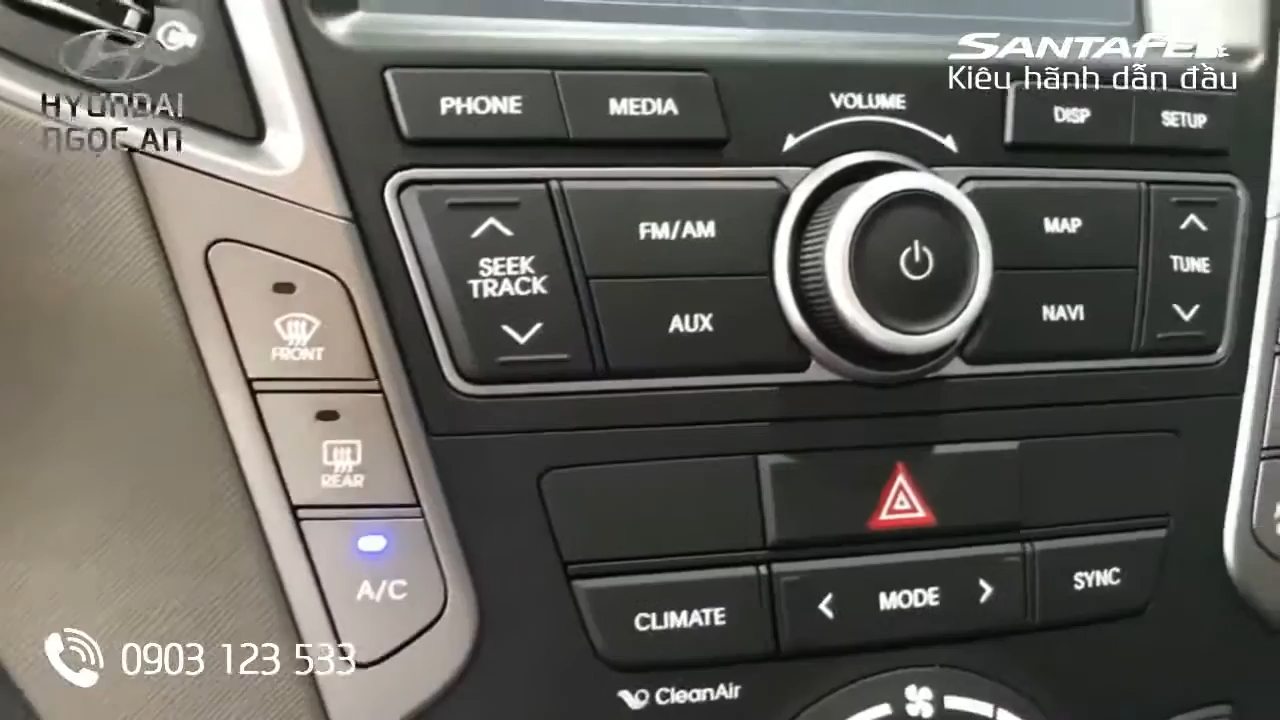 HYUNDAI
NGỌC AN
SANTAFE
Kiêu hãnh dẫn đầu
PHONE
MEDIA
VOLUME
DISP
SETUP
SEEK
TRACK
FM/AM
AUX
MAP
NAVI
TUNE
FRONT
REAR
A/C
CLIMATE
MODE
SYNC
CleanAir
0903 123 533